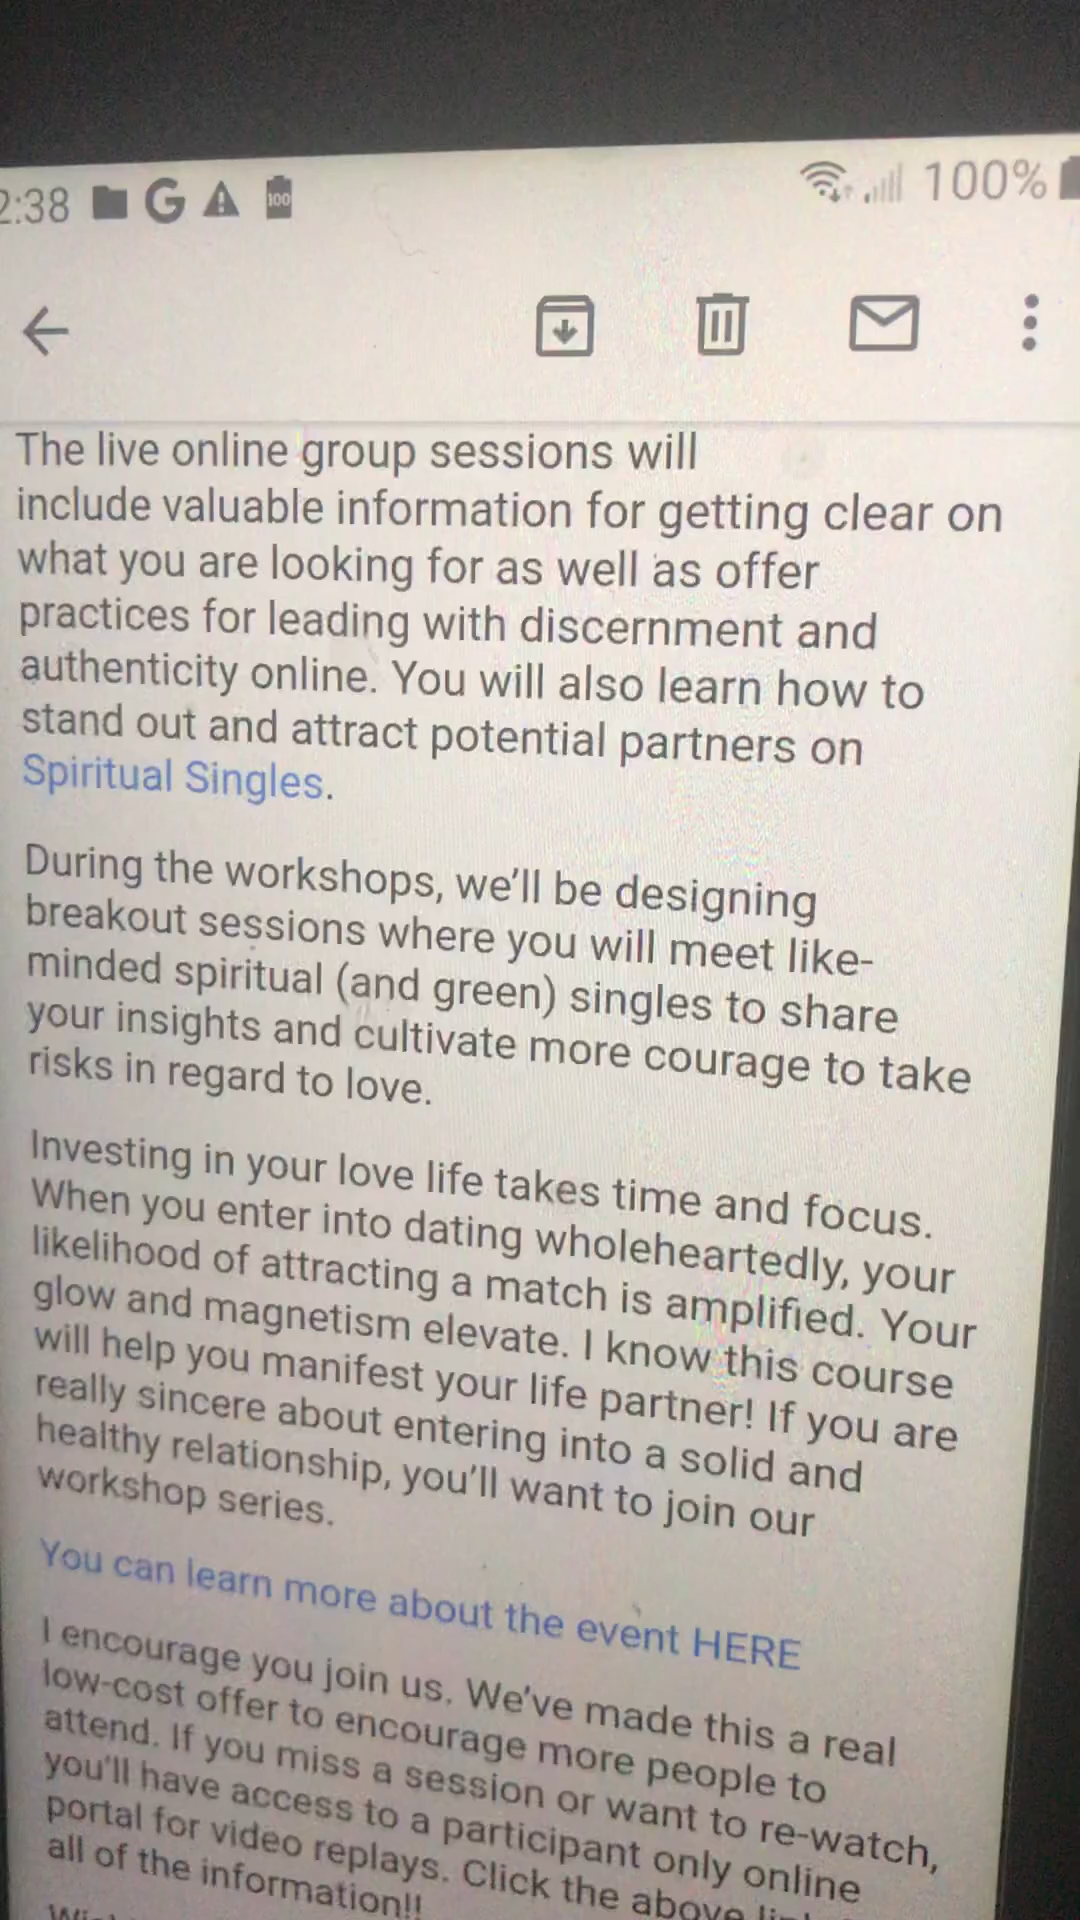 2:38 G 100 100%
The live online group sessions will
include valuable information for getting clear on
what you are looking for as well as offer
practices for leading with discernment and
authenticity online. You will also learn how to
stand out and attract potential partners on
Spiritual Singles.
During the workshops, we'll be designing
breakout sessions where you will meet like-
minded spiritual (and green) singles to share
your insights and cultivate more courage to take
risks in regard to love.
Investing in your love life takes time and focus.
When you enter into dating wholeheartedly, your
likelihood of attracting a match is amplified. Your
glow and magnetism elevate. I know this course
will help you manifest your life partner! If you are
really sincere about entering into a solid and
healthy relationship, you'll want to join our
workshop series.
You can learn more about the event HERE
I encourage you join us. We've made this a real
low-cost offer to encourage more people to
attend. If you miss a session or want to re-watch,
you'll have access to a participant only online
portal for video replays. Click the above
all of the information!!